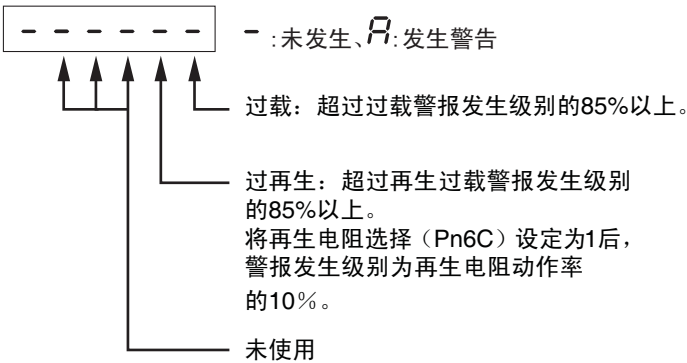 - - - - - -
- :未发生、A:发生警告
过载：超过过载警报发生级别的85%以上。
过再生：超过再生过载警报发生级别
的85%以上。
将再生电阻选择（Pn6C）设定为1后，
警报发生级别为再生电阻动作率
的10％。
未使用